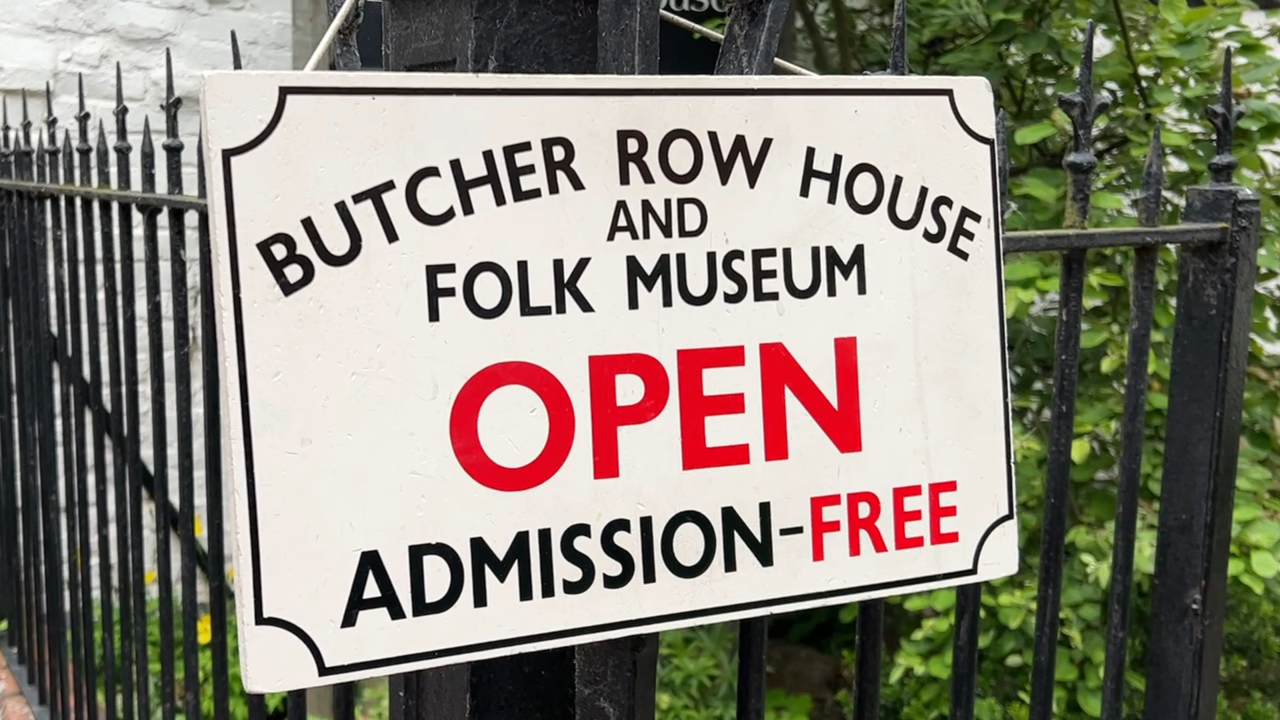 BUTCHER ROW HOUSE
AND
FOLK MUSEUM
OPEN
ADMISSION-FREE